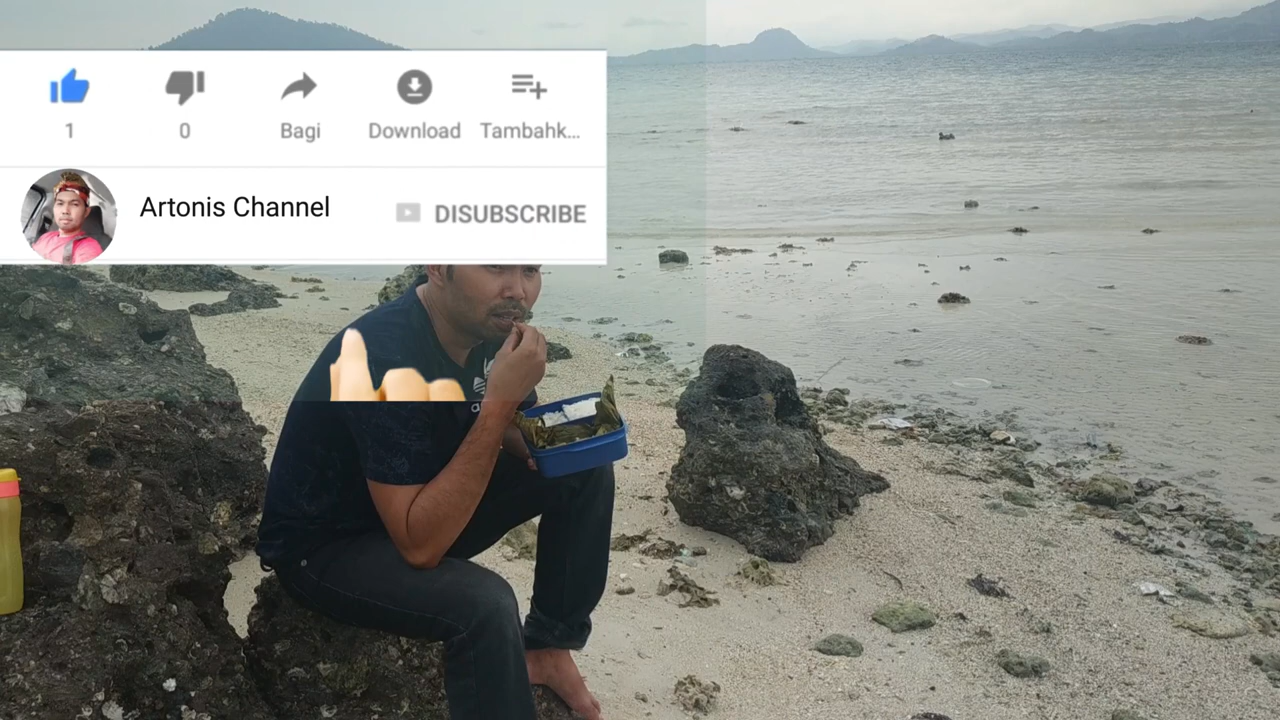 1
0
Bagi
Download
Tambahk...
Artonis Channel
DISUBSCRIBE